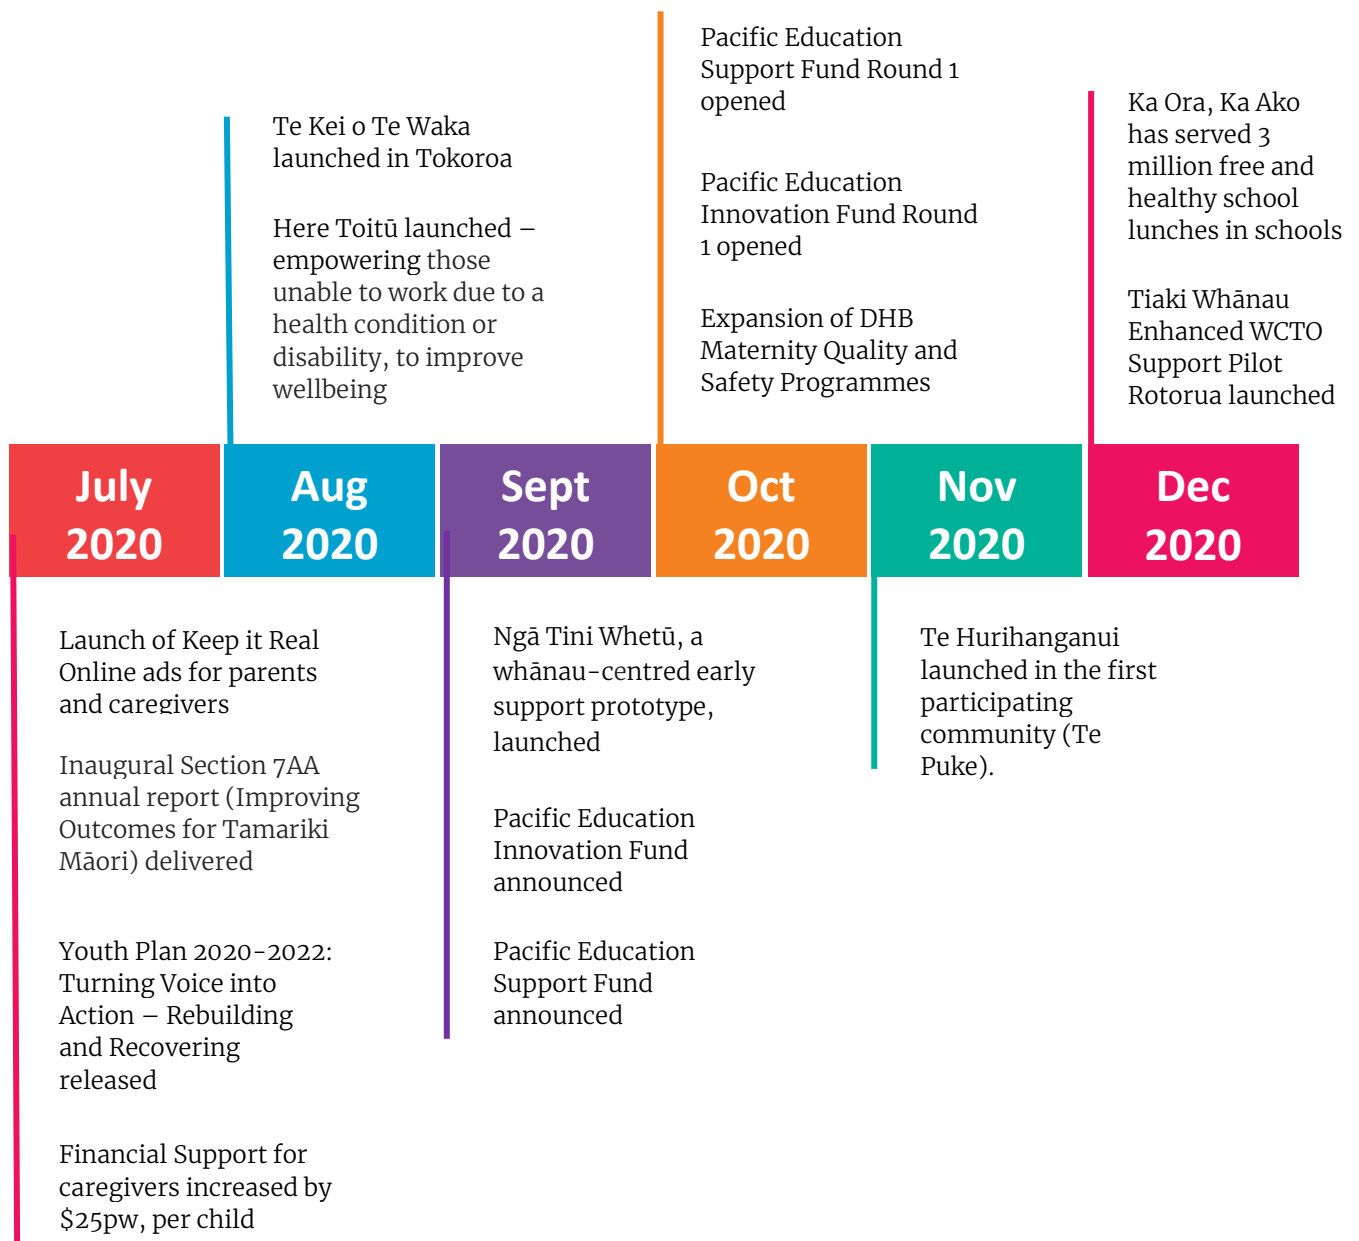 Pacific Education
Support Fund Round 1
opened
Pacific Education
Innovation Fund Round
1 opened
Expansion of DHB
Maternity Quality and
Safety Programmes
Te Kei o Te Waka
launched in Tokoroa
Here Toitū launched –
empowering those
unable to work due to a
health condition or
disability, to improve
wellbeing
Ka Ora, Ka Ako
has served 3
million free and
healthy school
lunches in schools
Tiaki Whānau
Enhanced WCTO
Support Pilot
Rotorua launched
July
2020
Aug
2020
Sept
2020
Oct
2020
Nov
2020
Dec
2020
Launch of Keep it Real
Online ads for parents
and caregivers
Inaugural Section 7AA
annual report (Improving
Outcomes for Tamariki
Māori) delivered
Youth Plan 2020-2022:
Turning Voice into
Action – Rebuilding
and Recovering
released
Financial Support for
caregivers increased by
$25pw, per child
Ngā Tini Whetū, a
whānau-centred early
support prototype,
launched
Pacific Education
Innovation Fund
announced
Pacific Education
Support Fund
announced
Te Hurihanganui
launched in the first
participating
community (Te
Puke).